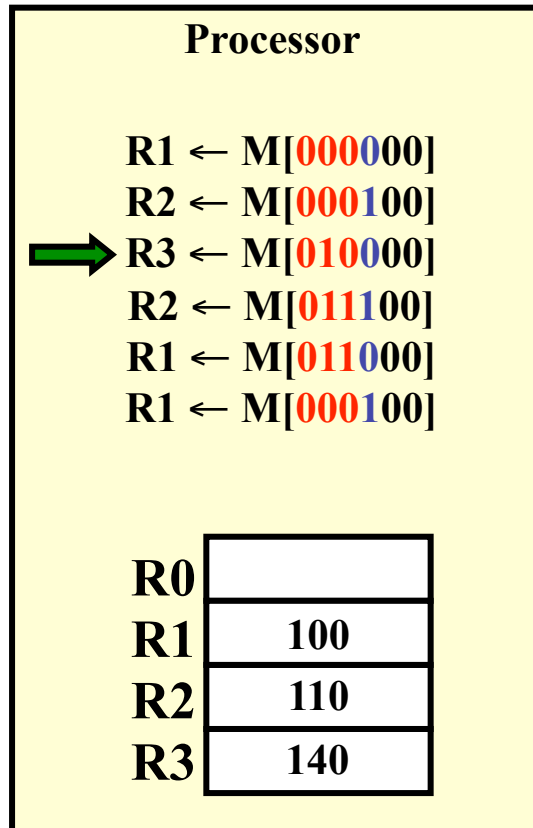 Processor
R1 ← M[000000]
R2 ← M[000100]
R3 ← M[010000]
R2 ← M[011100]
R1 ← M[011000]
R1 ← M[000100]
R0
R1 100
R2 110
R3 140